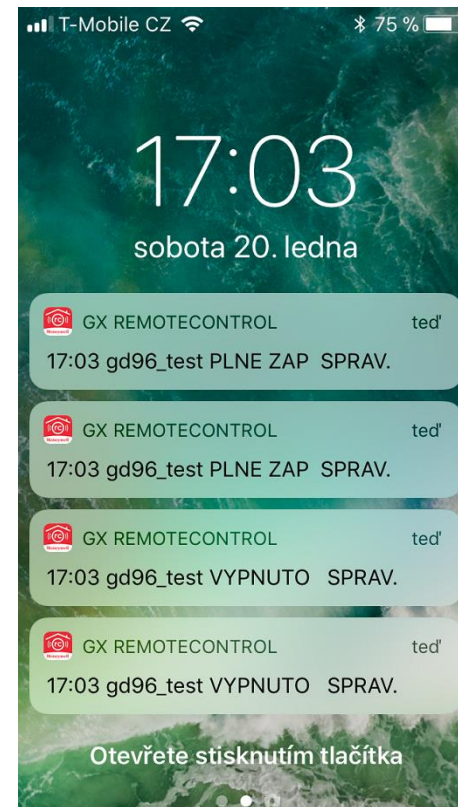 T-Mobile CZ 75 %
17:03
sobota 20. ledna
GX REMOTECONTROL teď
17:03 gd96_test PLNE ZAP  SPRAV.
GX REMOTECONTROL teď
17:03 gd96_test PLNE ZAP  SPRAV.
GX REMOTECONTROL teď
17:03 gd96_test VYPNUTO   SPRAV.
GX REMOTECONTROL teď
17:03 gd96_test VYPNUTO   SPRAV.
Otevřete stisknutím tlačítka